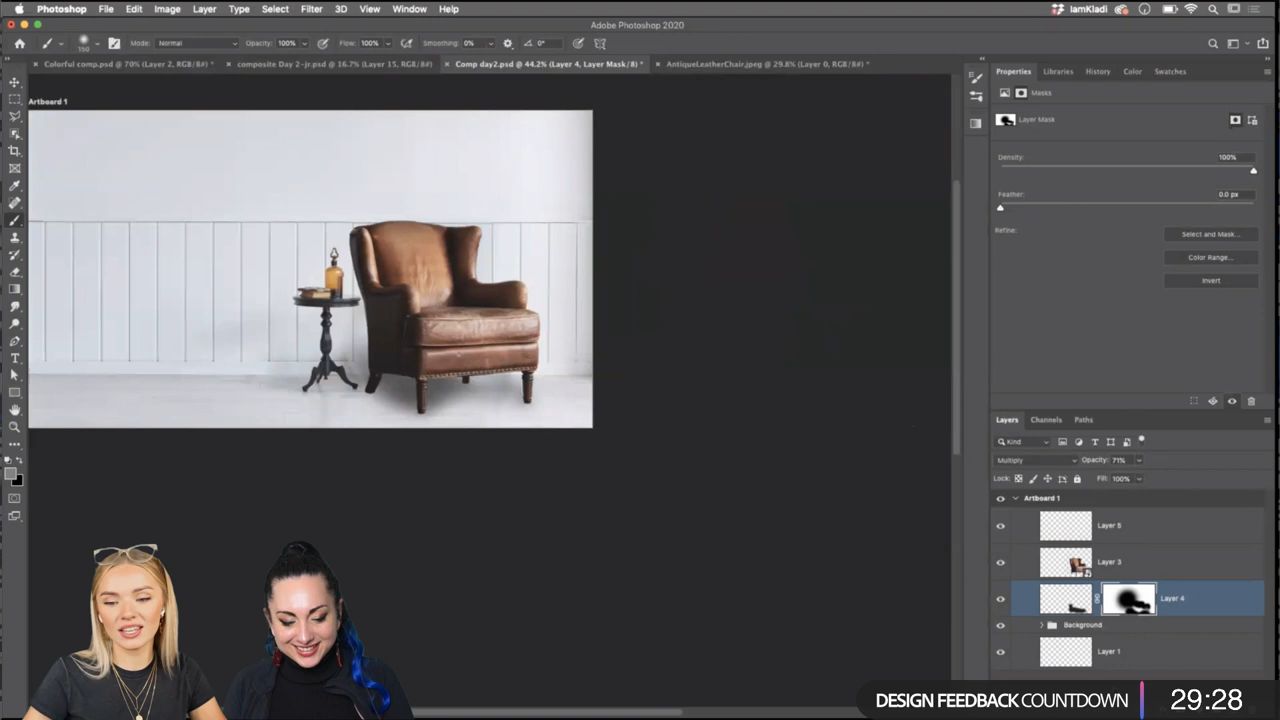 Photoshop File Edit Image Layer Type Select Filter 3D View Window Help IamKladi
Adobe Photoshop 2020
150 Mode: Normal Opacity: 100% Flow: 100% Smoothing: 0% 0°
Colorful comp.psd @ 70% (Layer 2, RGB/8#) * composite Day 2-jr.psd @ 16.7% (Layer 15, RGB/8#) Comp day2.psd @ 44.2% (Layer 4, Layer Mask/8) * AntiqueLeatherChair.jpeg @ 29.8% (Layer 0, RGB/8#) *
Properties Libraries History Color Swatches
Masks
Artboard 1
Layer Mask
Density: 100%
Feather: 0.0 px
Refine: Select and Mask...
Color Range...
Invert
Layers Channels Paths
Kind
Multiply Opacity: 71%
Lock: Fill: 100%
Artboard 1
Layer 5
Layer 3
Layer 4
Background
Layer 1
DESIGN FEEDBACK COUNTDOWN 29:28